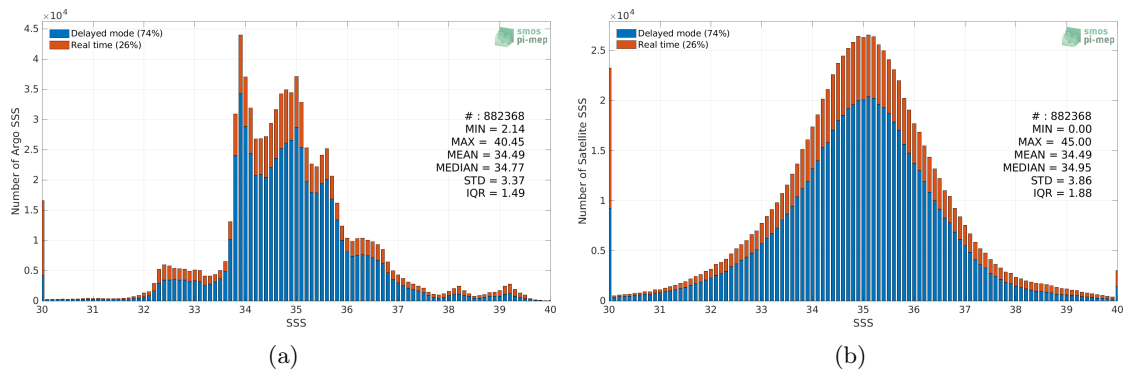 ×10⁴
Delayed mode (74%)
Real time (26%)
smos
pi-mep
4.5
4
3.5
3
2.5
2
1.5
1
0.5
0
Number of Argo SSS
# : 882368
MIN = 2.14
MAX = 40.45
MEAN = 34.49
MEDIAN = 34.77
STD = 3.37
IQR = 1.49
30 31 32 33 34 35 36 37 38 39 40
SSS
(a)
×10⁴
Delayed mode (74%)
Real time (26%)
smos
pi-mep
2.5
2
1.5
1
0.5
0
Number of Satellite SSS
# : 882368
MIN = 0.00
MAX = 45.00
MEAN = 34.49
MEDIAN = 34.95
STD = 3.86
IQR = 1.88
30 31 32 33 34 35 36 37 38 39 40
SSS
(b)